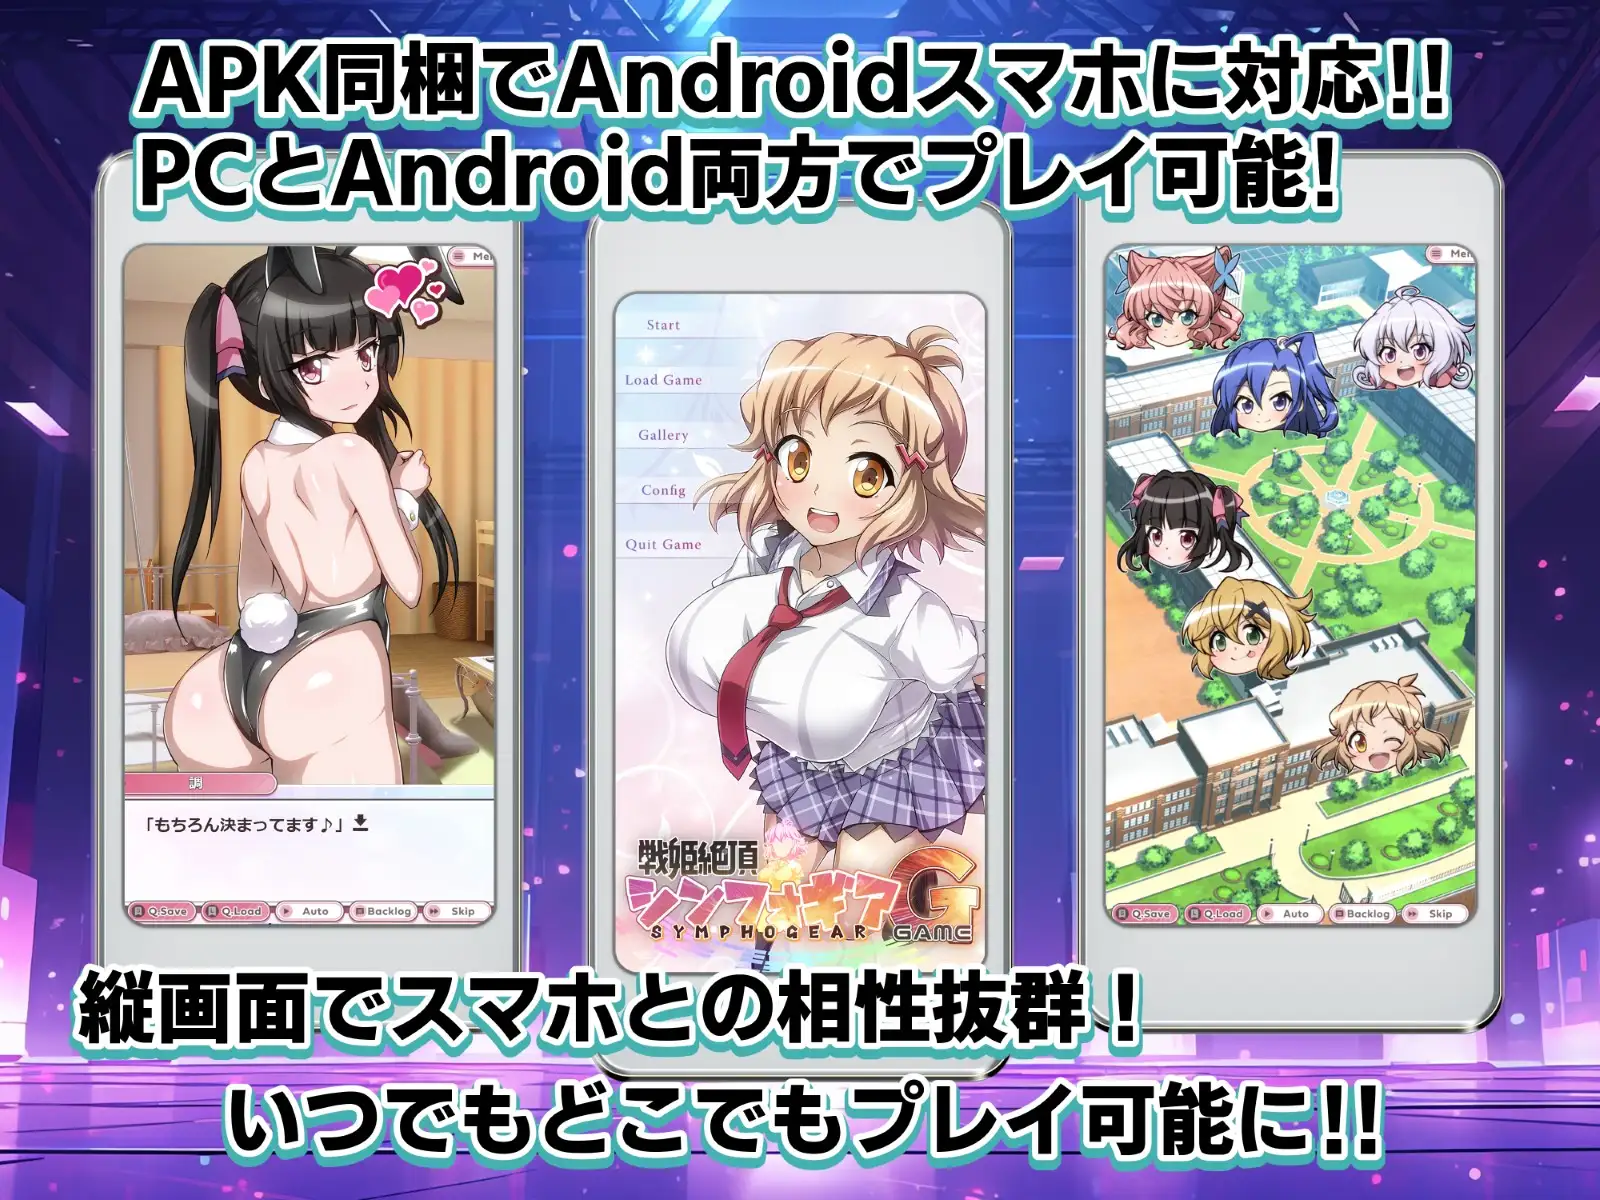 APK同梱でAndroidスマホに対応!!
PCとAndroid両方でプレイ可能!
Men
調
「もちろん決まってます♪」
Q.Save
Q.Load
Auto
Backlog
Skip
Start
Load Game
Gallery
Config
Quit Game
戦姫絶頂
シンフォギアG
SYMPHOGEAR GAME
Men
Q.Save
Q.Load
Auto
Backlog
Skip
縦画面でスマホとの相性抜群！
いつでもどこでもプレイ可能に!!